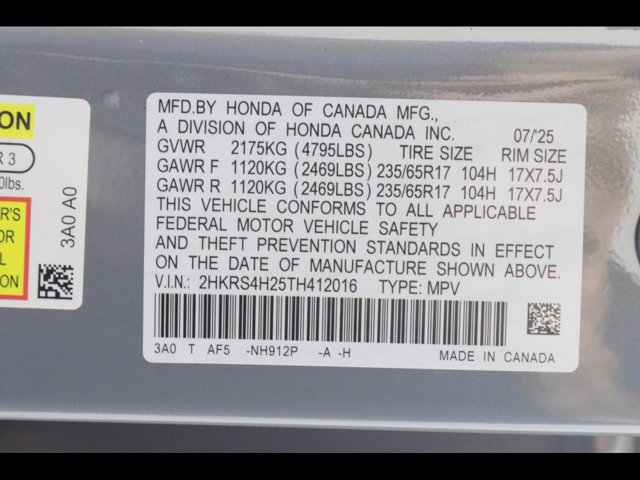 ON
R 3
0lbs.
R'S
OR
L
ION
3A0 A0
MFD.BY HONDA OF CANADA MFG.,
A DIVISION OF HONDA CANADA INC. 07/'25
GVWR 2175KG (4795LBS) TIRE SIZE RIM SIZE
GAWR F 1120KG (2469LBS) 235/65R17 104H 17X7.5J
GAWR R 1120KG (2469LBS) 235/65R17 104H 17X7.5J
THIS VEHICLE CONFORMS TO ALL APPLICABLE
FEDERAL MOTOR VEHICLE SAFETY
AND THEFT PREVENTION STANDARDS IN EFFECT
ON THE DATE OF MANUFACTURE SHOWN ABOVE.
V.I.N.: 2HKRS4H25TH412016 TYPE: MPV
3A0 T AF5 -NH912P -A -H MADE IN CANADA